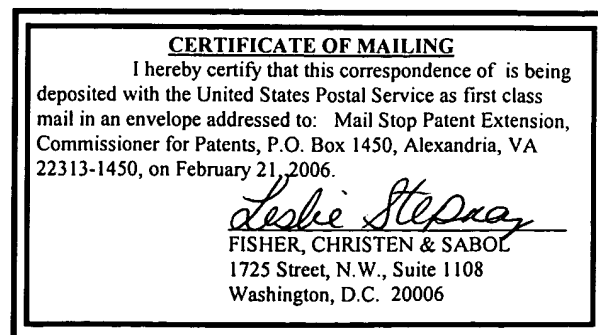 CERTIFICATE OF MAILING
I hereby certify that this correspondence of is being
deposited with the United States Postal Service as first class
mail in an envelope addressed to: Mail Stop Patent Extension,
Commissioner for Patents, P.O. Box 1450, Alexandria, VA
22313-1450, on February 21, 2006.
Leslie
FISHER, CHRISTEN & SABOL
1725 Street, N.W., Suite 1108
Washington, D.C. 20006